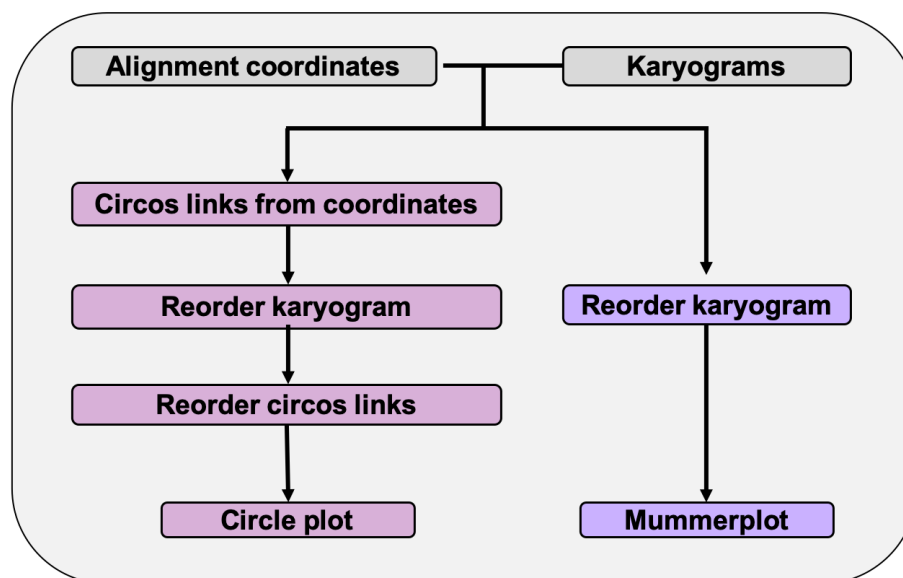 Alignment coordinates
Karyograms
Circos links from coordinates
Reorder karyogram
Reorder karyogram
Reorder circos links
Circle plot
Mummerplot